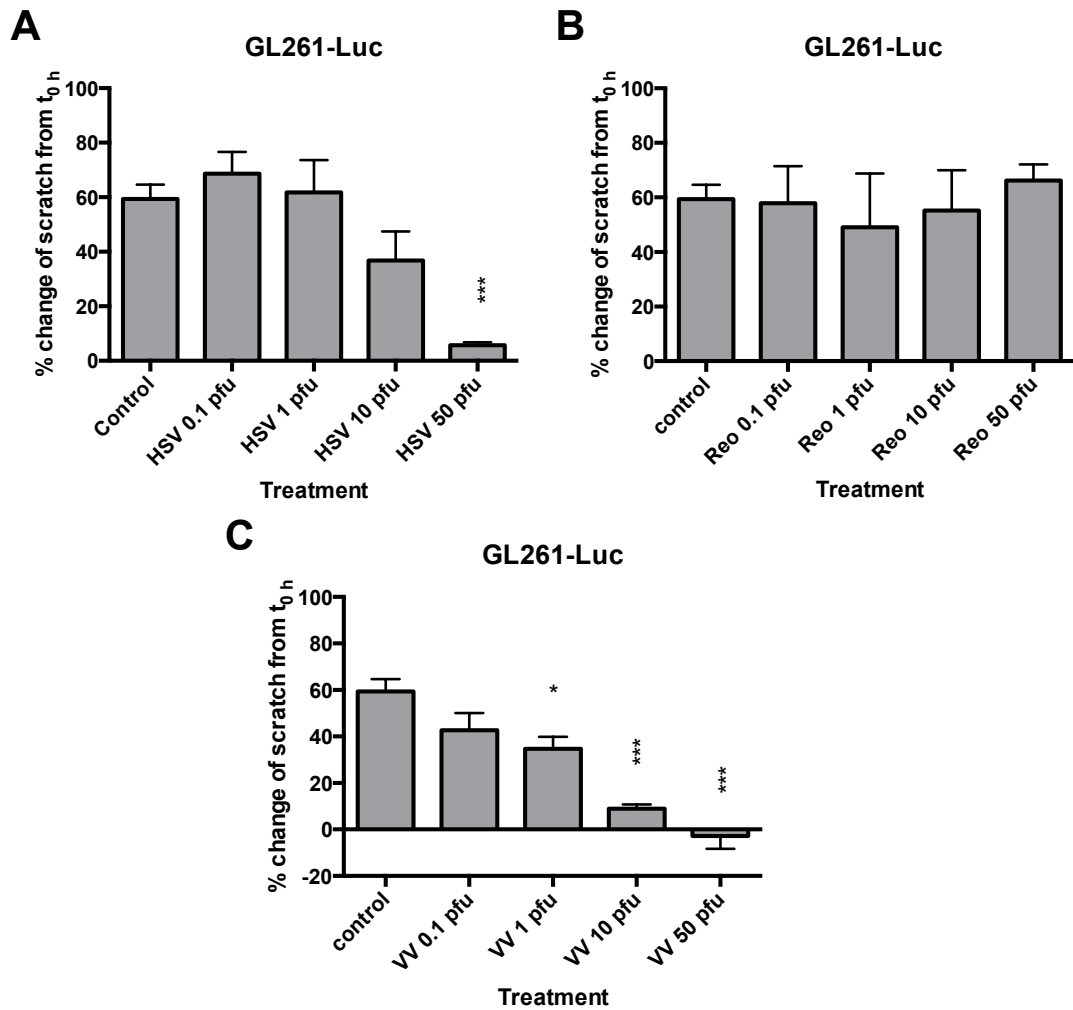 A
GL261-Luc
% change of scratch from t0 h
100
80
60
40
20
0
***
Control
HSV 0.1 pfu
HSV 1 pfu
HSV 10 pfu
HSV 50 pfu
Treatment
B
GL261-Luc
% change of scratch from t0 h
100
80
60
40
20
0
control
Reo 0.1 pfu
Reo 1 pfu
Reo 10 pfu
Reo 50 pfu
Treatment
C
GL261-Luc
% change of scratch from t0 h
100
80
60
40
20
0
-20
*
***
***
control
VV 0.1 pfu
VV 1 pfu
VV 10 pfu
VV 50 pfu
Treatment